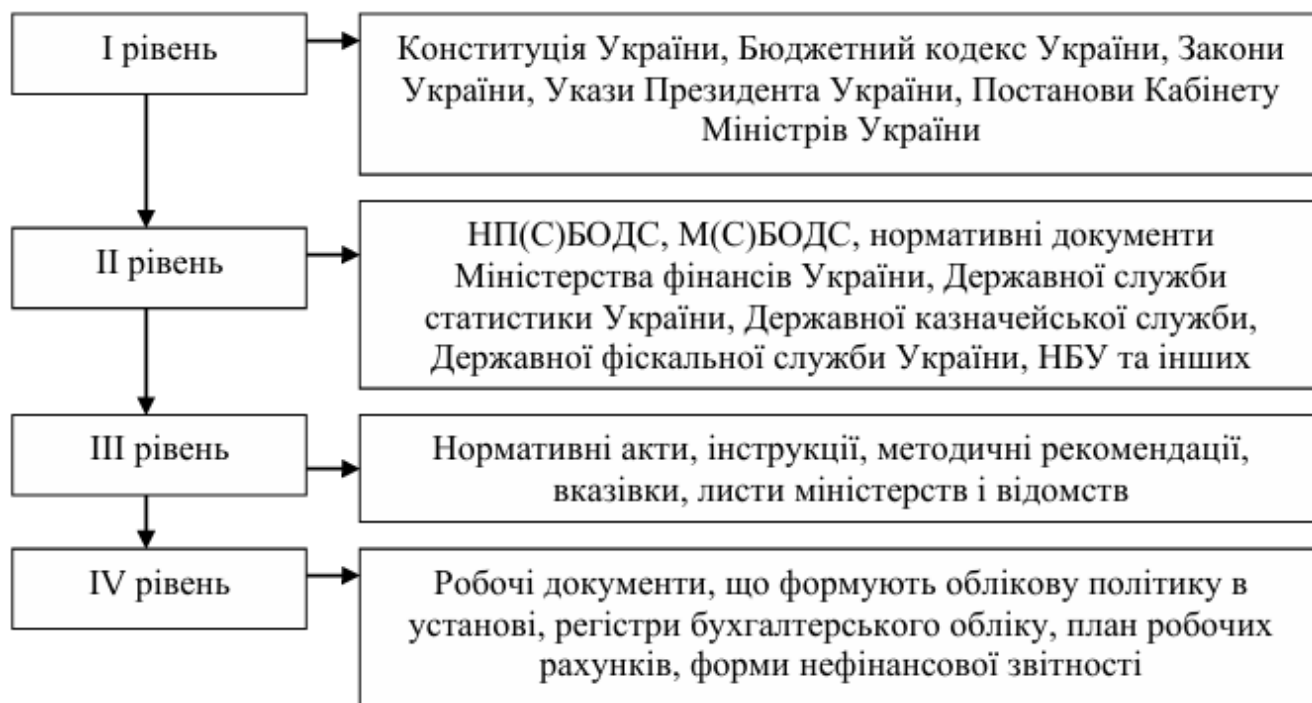 І рівень
Конституція України, Бюджетний кодекс України, Закони
України, Укази Президента України, Постанови Кабінету
Міністрів України
ІІ рівень
НП(С)БОДС, М(С)БОДС, нормативні документи
Міністерства фінансів України, Державної служби
статистики України, Державної казначейської служби,
Державної фіскальної служби України, НБУ та інших
ІІІ рівень
Нормативні акти, інструкції, методичні рекомендації,
вказівки, листи міністерств і відомств
IV рівень
Робочі документи, що формують облікову політику в
установі, регістри бухгалтерського обліку, план робочих
рахунків, форми нефінансової звітності